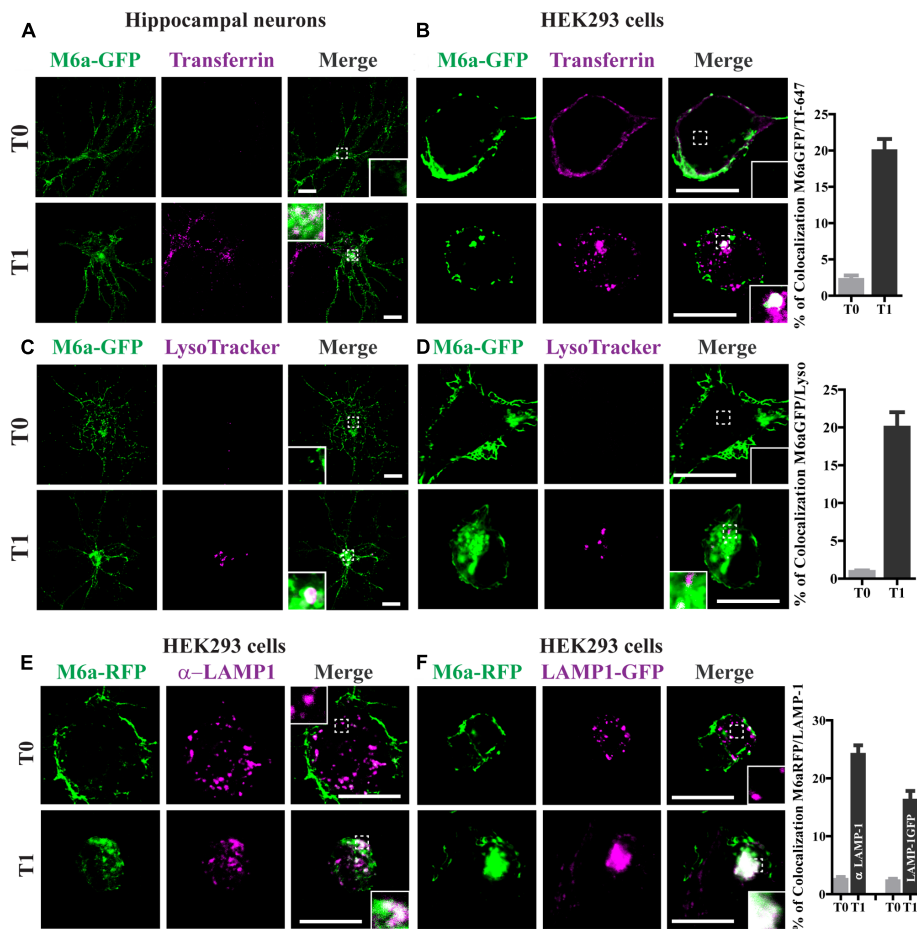 Hippocampal neurons
HEK293 cells
A
B
M6a-GFP Transferrin Merge
M6a-GFP Transferrin Merge
T0
T1
% of Colocalization M6aGFP/Tf-647
25
20
15
10
5
0
T0 T1
C
D
M6a-GFP LysoTracker Merge
M6a-GFP LysoTracker Merge
T0
T1
% of Colocalization M6aGFP/Lyso
25
20
15
10
5
0
T0 T1
HEK293 cells
HEK293 cells
E
F
M6a-RFP α−LAMP1 Merge
M6a-RFP LAMP1-GFP Merge
T0
T1
% of Colocalization M6aRFP/LAMP-1
30
20
10
0
α LAMP-1
LAMP-1GFP
T0 T1 T0 T1